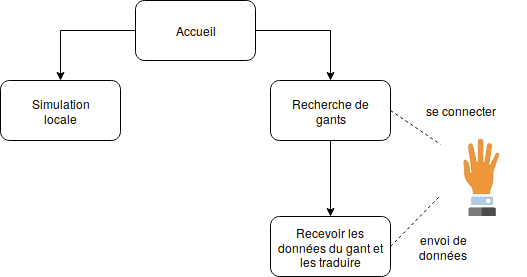 Accueil
Simulation
locale
Recherche de
gants
se connecter
Recevoir les
données du gant et
les traduire
envoi de
données